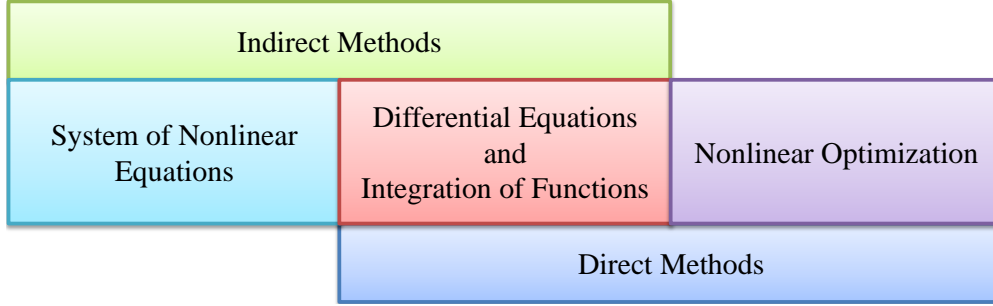 Indirect Methods
System of Nonlinear
Equations
Differential Equations
and
Integration of Functions
Nonlinear Optimization
Direct Methods